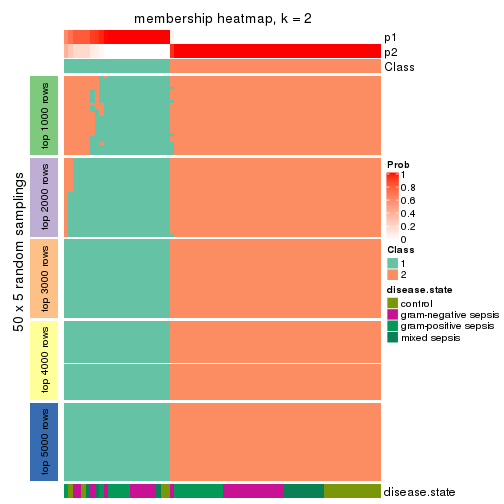 membership heatmap, k = 2
p1
p2
Class
50 x 5 random samplings
top 1000 rows
top 2000 rows
top 3000 rows
top 4000 rows
top 5000 rows
disease.state
Prob
1
0.8
0.6
0.4
0.2
0
Class
1
2
disease.state
control
gram-negative sepsis
gram-positive sepsis
mixed sepsis